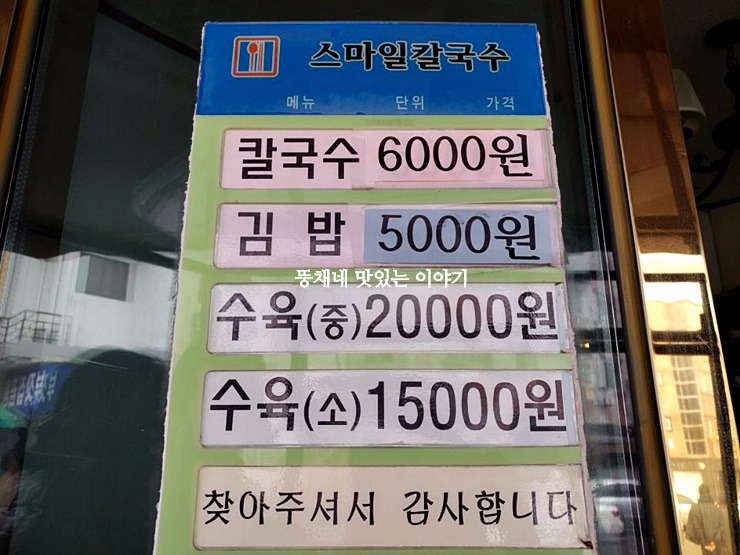 스마일칼국수
메뉴 단위 가격
칼국수 6000원
김밥 5000원
뚱채네 맛있는 이야기
수육(중)20000원
수육(소)15000원
찾아주셔서 감사합니다